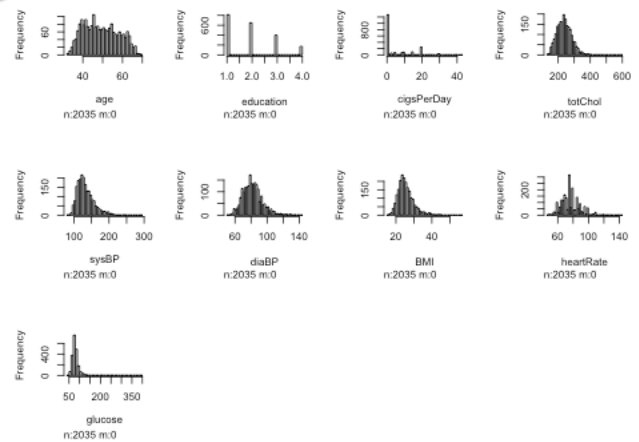 Frequency
0 60
40 60
age
n:2035 m:0
Frequency
0 600
1.0 2.0 3.0 4.0
education
n:2035 m:0
Frequency
0 800
0 20 40
cigsPerDay
n:2035 m:0
Frequency
0 150
200 400 600
totChol
n:2035 m:0
Frequency
0 150
100 200 300
sysBP
n:2035 m:0
Frequency
0 100
60 100 140
diaBP
n:2035 m:0
Frequency
0 150
20 40
BMI
n:2035 m:0
Frequency
0 200
60 100 140
heartRate
n:2035 m:0
Frequency
0 400
50 200 350
glucose
n:2035 m:0